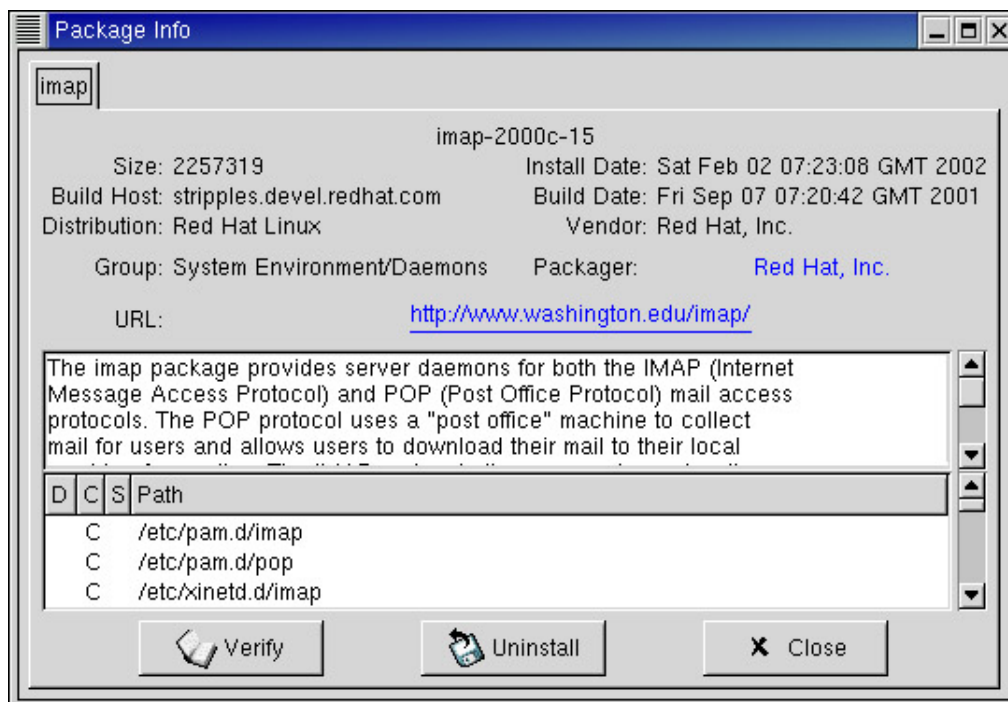 Package Info
imap
imap-2000c-15
Size: 2257319 Install Date: Sat Feb 02 07:23:08 GMT 2002
Build Host: stripples.devel.redhat.com Build Date: Fri Sep 07 07:20:42 GMT 2001
Distribution: Red Hat Linux Vendor: Red Hat, Inc.
Group: System Environment/Daemons Packager: Red Hat, Inc.
URL: http://www.washington.edu/imap/
The imap package provides server daemons for both the IMAP (Internet
Message Access Protocol) and POP (Post Office Protocol) mail access
protocols. The POP protocol uses a "post office" machine to collect
mail for users and allows users to download their mail to their local
D C S Path
C /etc/pam.d/imap
C /etc/pam.d/pop
C /etc/xinetd.d/imap
Verify Uninstall Close